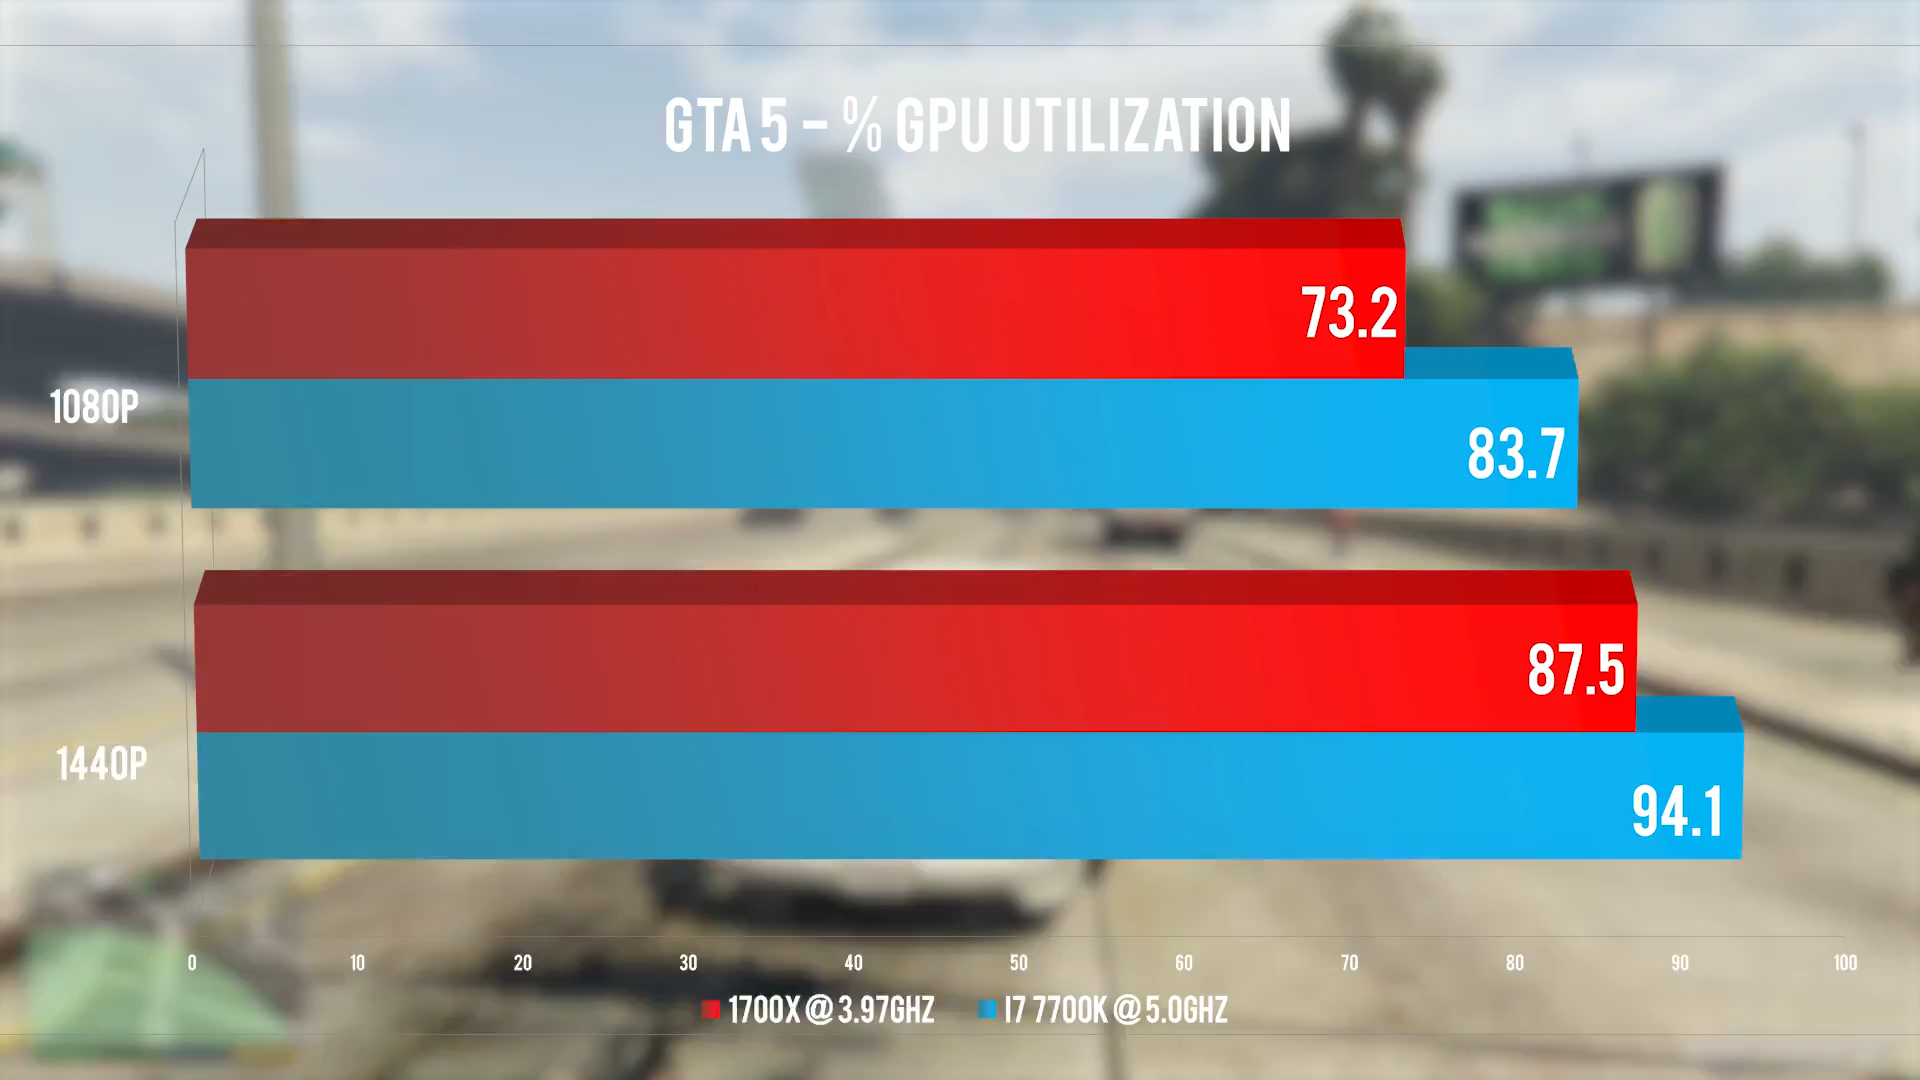 GTA 5 - % GPU UTILIZATION
73.2
1080P
83.7
87.5
1440P
94.1
0 10 20 30 40 50 60 70 80 90 100
1700X @ 3.97GHZ I7 7700K @ 5.0GHZ